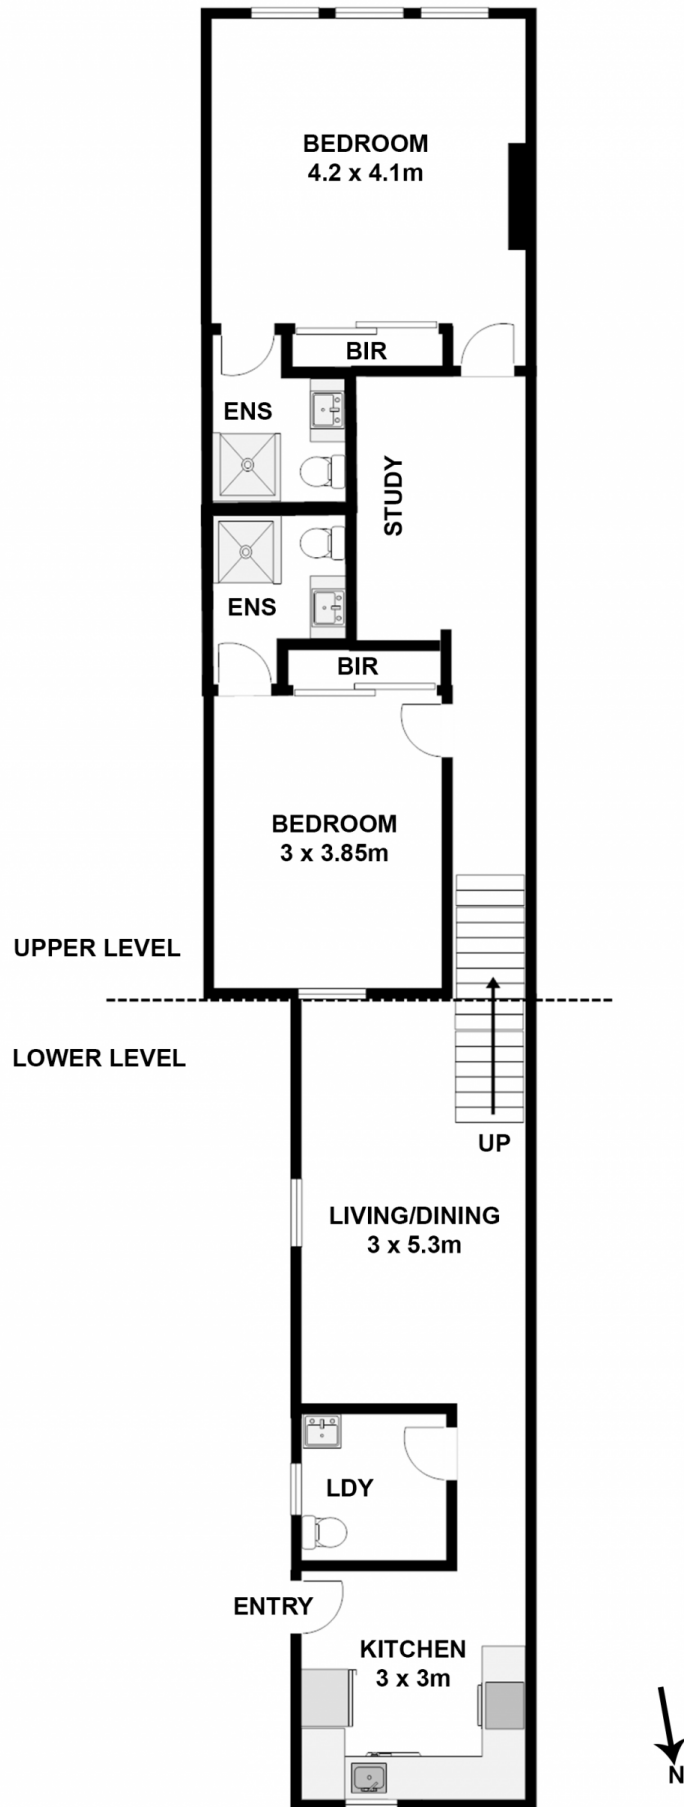 BEDROOM
4.2 x 4.1m
BIR
ENS
STUDY
ENS
BIR
BEDROOM
3 x 3.85m
UPPER LEVEL
LOWER LEVEL
UP
LIVING/DINING
3 x 5.3m
LDY
ENTRY
KITCHEN
3 x 3m
N